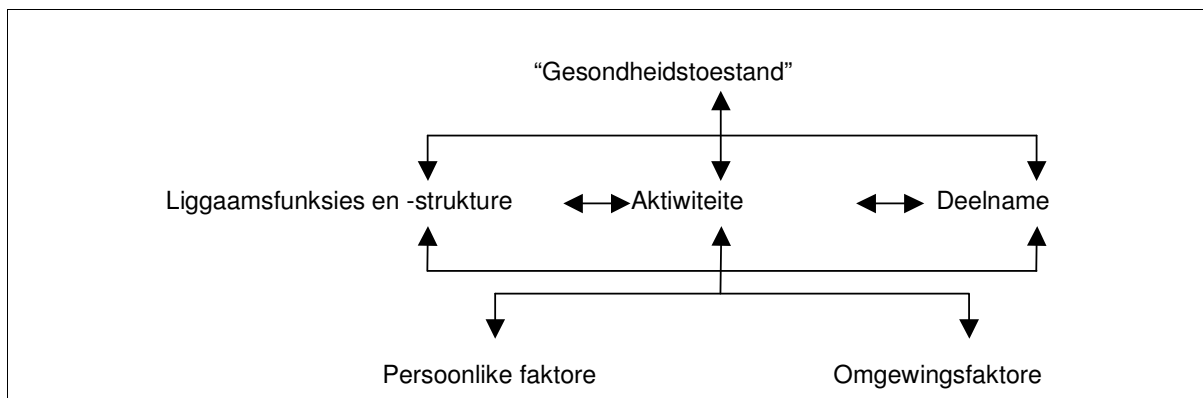 “Gesondheidstoestand”
Liggaamsfunksies en -strukture Aktiwiteite Deelname
Persoonlike faktore Omgewingsfaktore